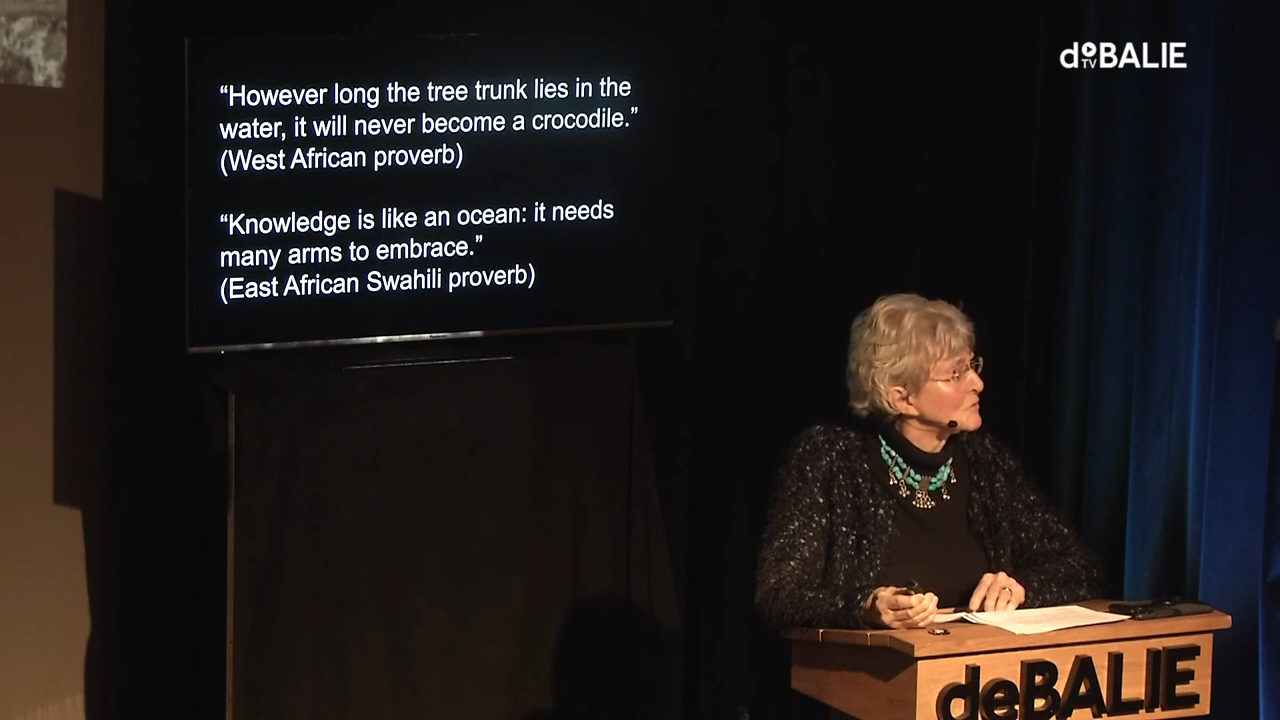 “However long the tree trunk lies in the
water, it will never become a crocodile.”
(West African proverb)
“Knowledge is like an ocean: it needs
many arms to embrace.”
(East African Swahili proverb)
deBALIE
TV
deBALIE